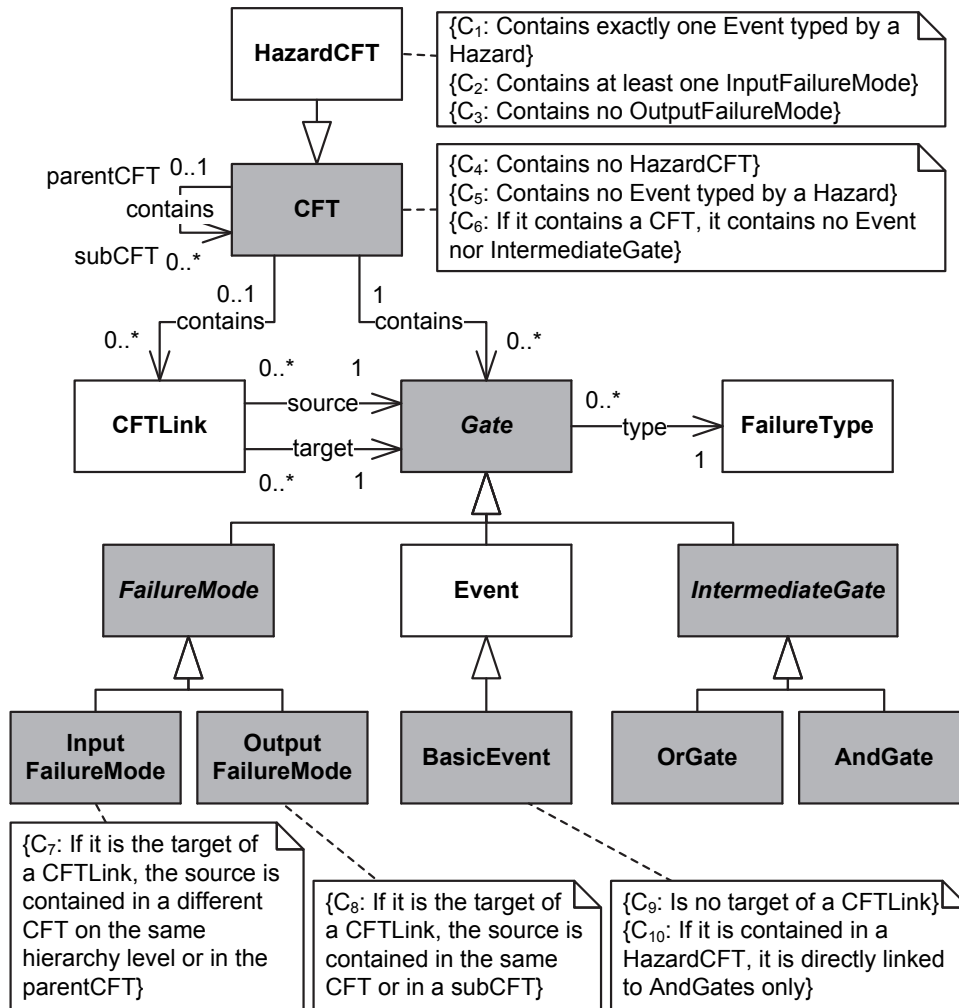 HazardCFT
{C₁: Contains exactly one Event typed by a
Hazard}
{C₂: Contains at least one InputFailureMode}
{C₃: Contains no OutputFailureMode}
parentCFT
0..1
contains
subCFT
0..*
CFT
{C₄: Contains no HazardCFT}
{C₅: Contains no Event typed by a Hazard}
{C₆: If it contains a CFT, it contains no Event
nor IntermediateGate}
0..1
1
contains
contains
0..*
0..*
CFTLink
0..*
1
source
target
0..*
1
Gate
0..*
type
1
FailureType
FailureMode
Event
IntermediateGate
Input
FailureMode
Output
FailureMode
BasicEvent
OrGate
AndGate
{C₇: If it is the target of
a CFTLink, the source is
contained in a different
CFT on the same
hierarchy level or in the
parentCFT}
{C₈: If it is the target of
a CFTLink, the source is
contained in the same
CFT or in a subCFT}
{C₉: Is no target of a CFTLink}
{C₁₀: If it is contained in a
HazardCFT, it is directly linked
to AndGates only}